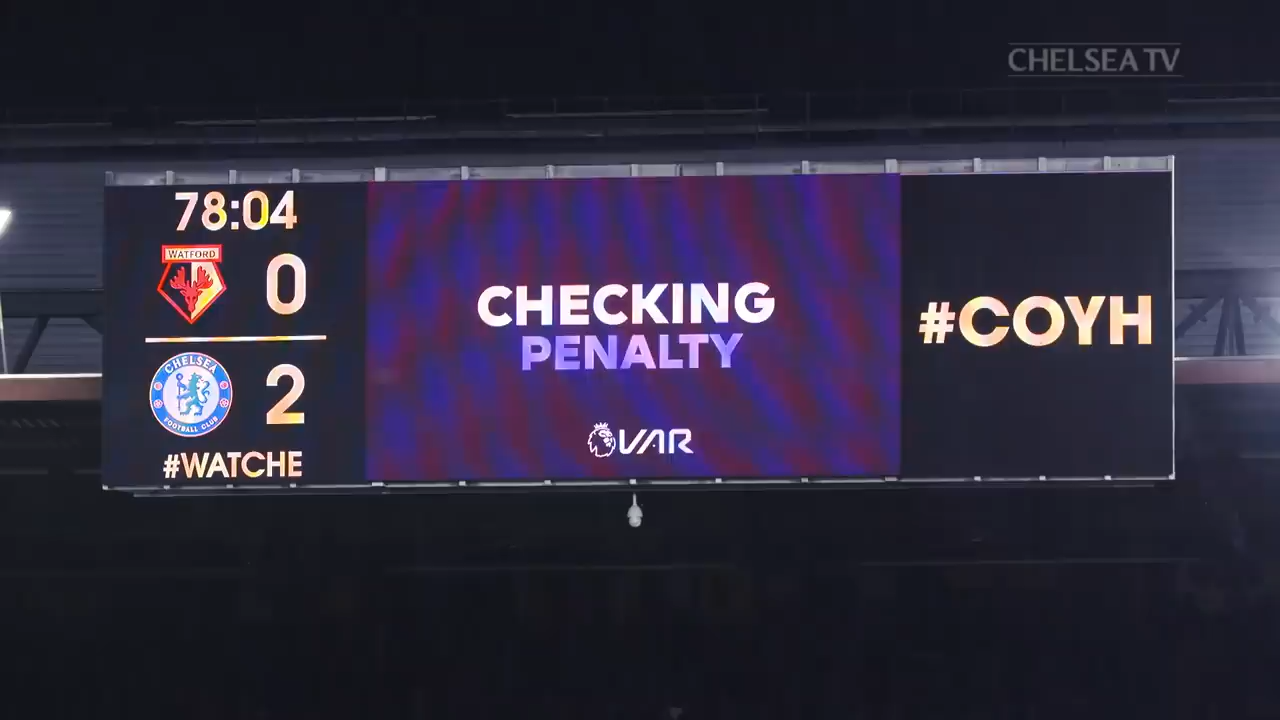 CHELSEA TV
78:04
WATFORD
0
CHELSEA
FOOTBALL CLUB
2
#WATCHE
CHECKING
PENALTY
VAR
#COYH